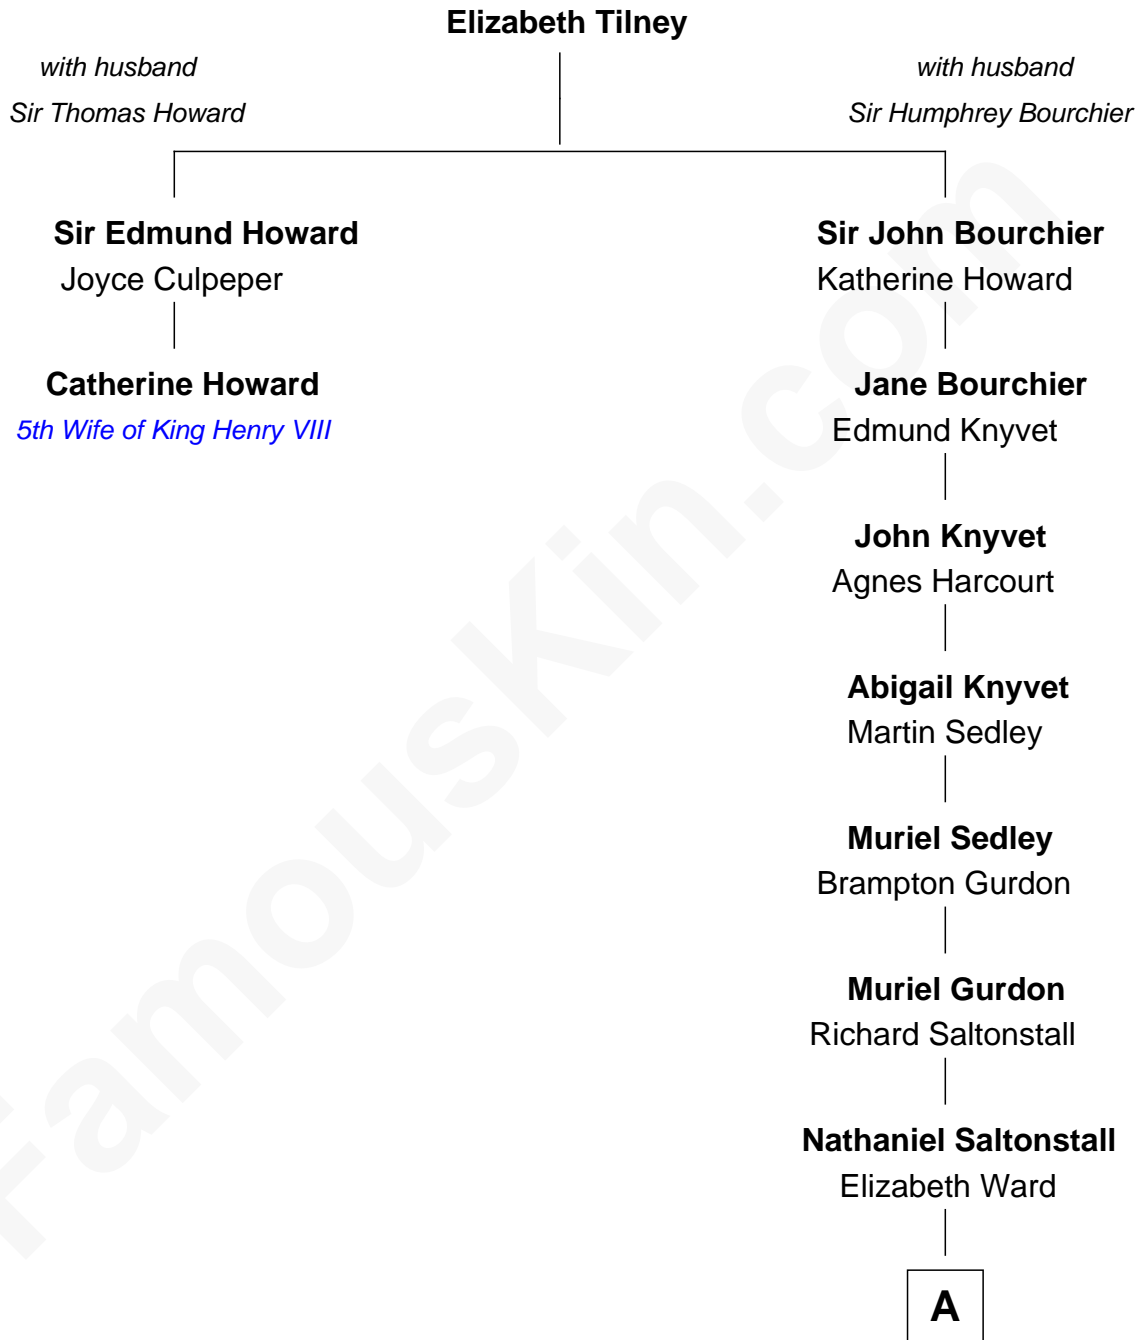 Elizabeth Tilney
with husband
Sir Thomas Howard
with husband
Sir Humphrey Bourchier
Sir Edmund Howard
Joyce Culpeper
Sir John Bourchier
Katherine Howard
Catherine Howard
5th Wife of King Henry VIII
Jane Bourchier
Edmund Knyvet
John Knyvet
Agnes Harcourt
Abigail Knyvet
Martin Sedley
Muriel Sedley
Brampton Gurdon
Muriel Gurdon
Richard Saltonstall
Nathaniel Saltonstall
Elizabeth Ward
A
FamousKin.com